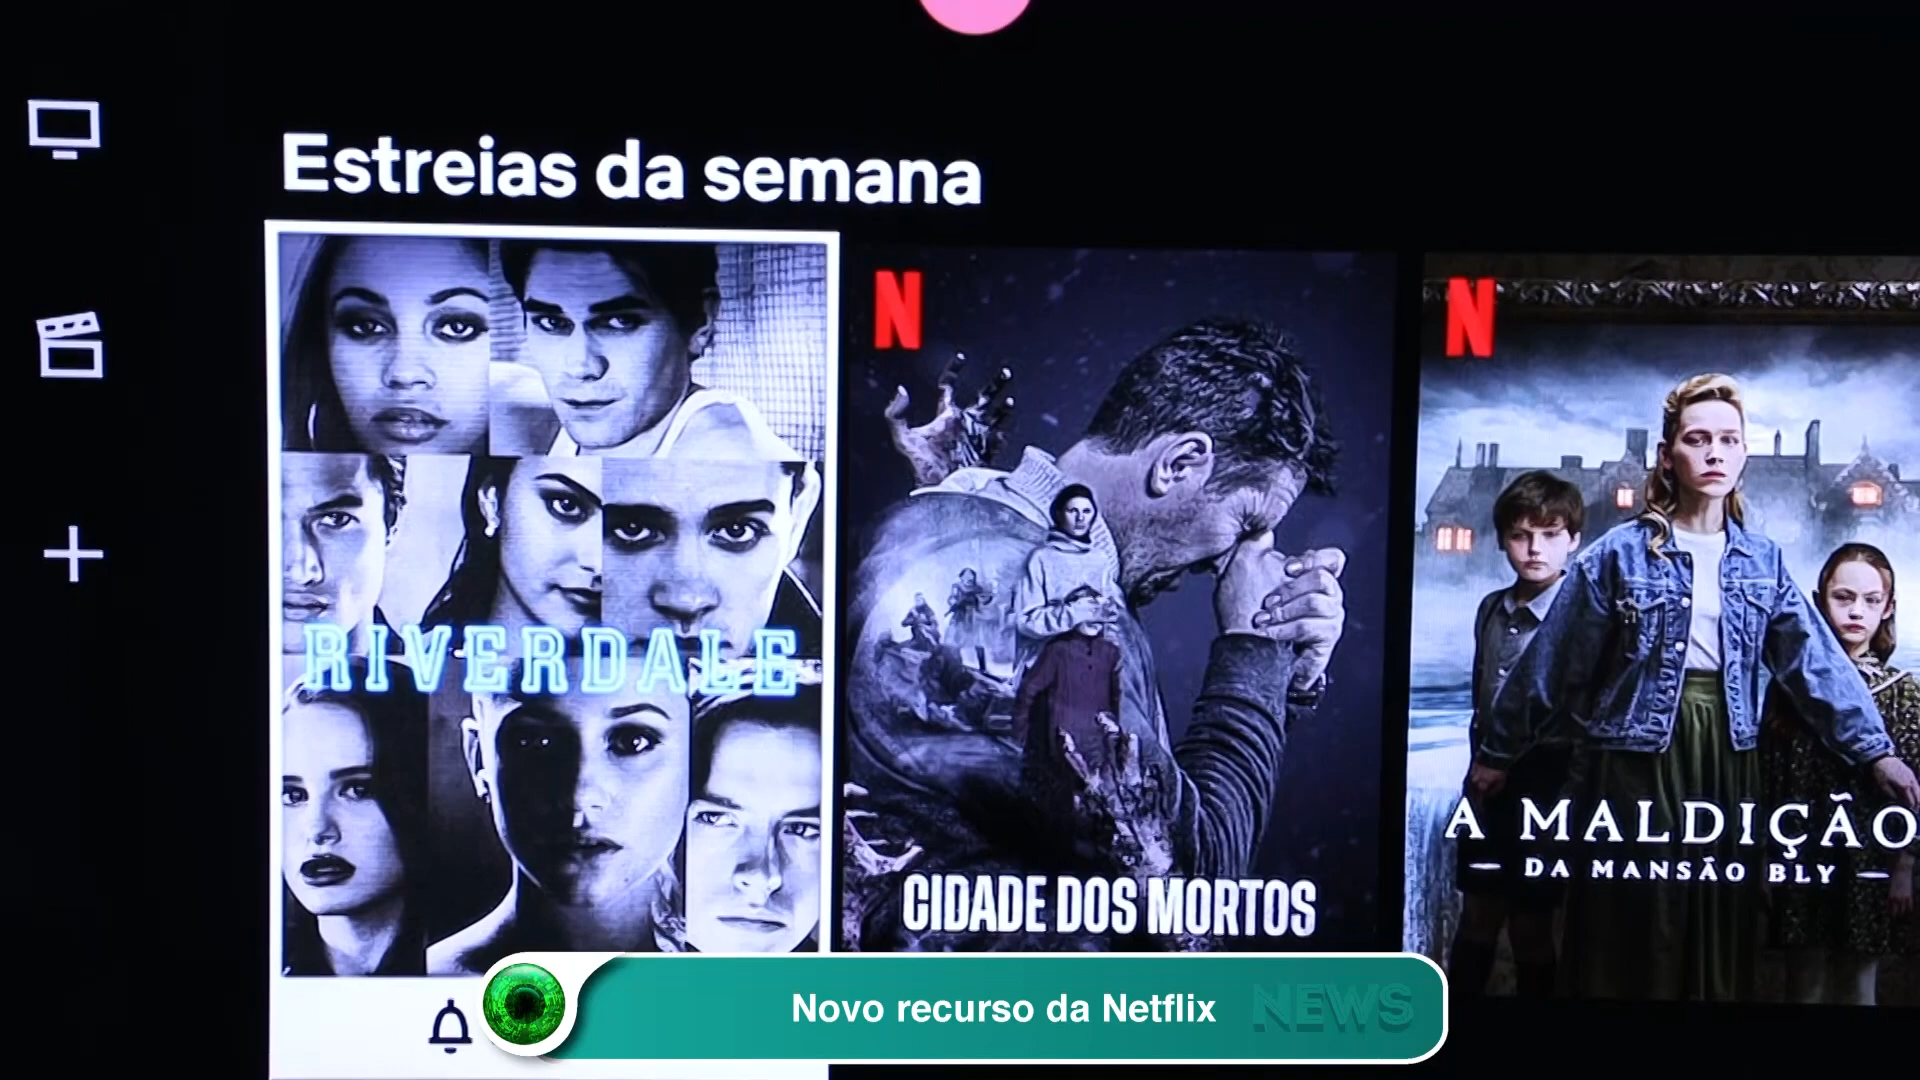 Estreias da semana
RIVERDALE
N
CIDADE DOS MORTOS
N
A MALDIÇÃO
DA MANSÃO BLY
Novo recurso da Netflix
NEWS